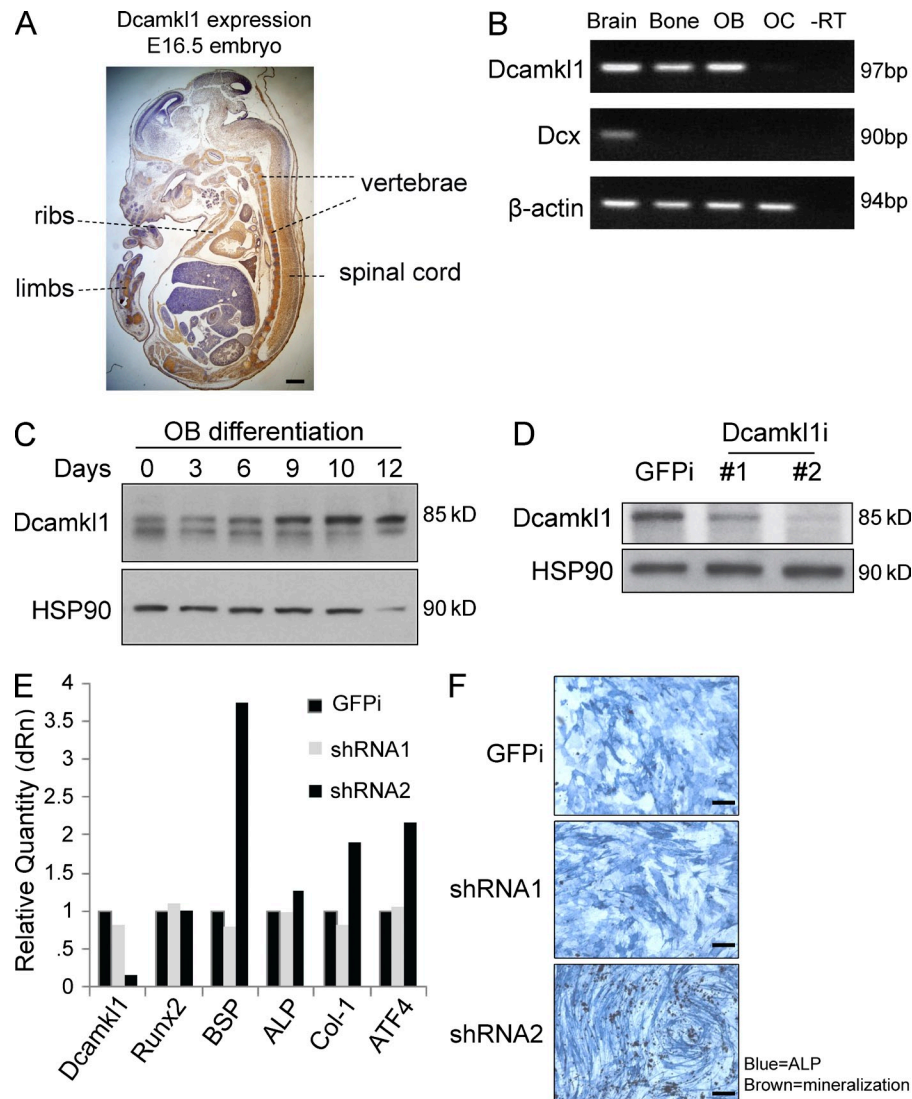 A
Dcamkl1 expression
E16.5 embryo
ribs
vertebrae
limbs
spinal cord
B
Brain Bone OB OC -RT
Dcamkl1 97bp
Dcx 90bp
β-actin 94bp
C
OB differentiation
Days 0 3 6 9 10 12
Dcamkl1 85 kD
HSP90 90 kD
D
Dcamkl1i
GFPi #1 #2
Dcamkl1 85 kD
HSP90 90 kD
E
Relative Quantity (dRn)
4
3.5
3
2.5
2
1.5
1
.5
0
GFPi
shRNA1
shRNA2
Dcamkl1
Runx2
BSP
ALP
Col-1
ATF4
F
GFPi
shRNA1
shRNA2
Blue=ALP
Brown=mineralization